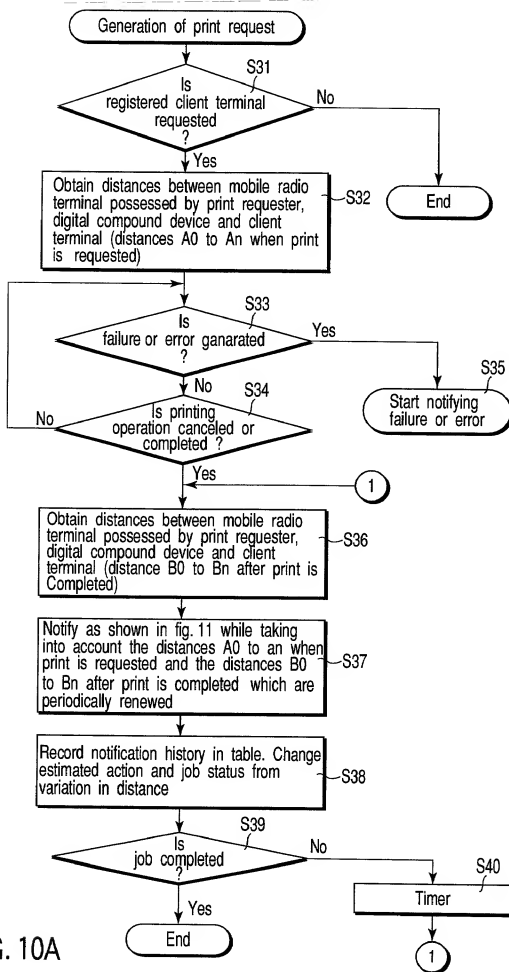 Generation of print request
S31
Is
registered client terminal
requested
?
No
Yes
End
Obtain distances between mobile radio
terminal possessed by print requester,
digital compound device and client
terminal (distances A0 to An when print
is requested)
S32
S33
Is
failure or error ganarated
?
Yes
No
S35
Start notifying
failure or error
S34
Is printing
operation canceled or
completed ?
No
Yes
1
Obtain distances between mobile radio
terminal possessed by print requester,
digital compound device and client
terminal (distance B0 to Bn after print is
Completed)
S36
Notify as shown in fig. 11 while taking
into account the distances A0 to an when
print is requested and the distances B0
to Bn after print is completed which are
periodically renewed
S37
Record notification history in table. Change
estimated action and job status from
variation in distance
S38
S39
Is
job completed
?
No
Yes
S40
Timer
End
1
G. 10A